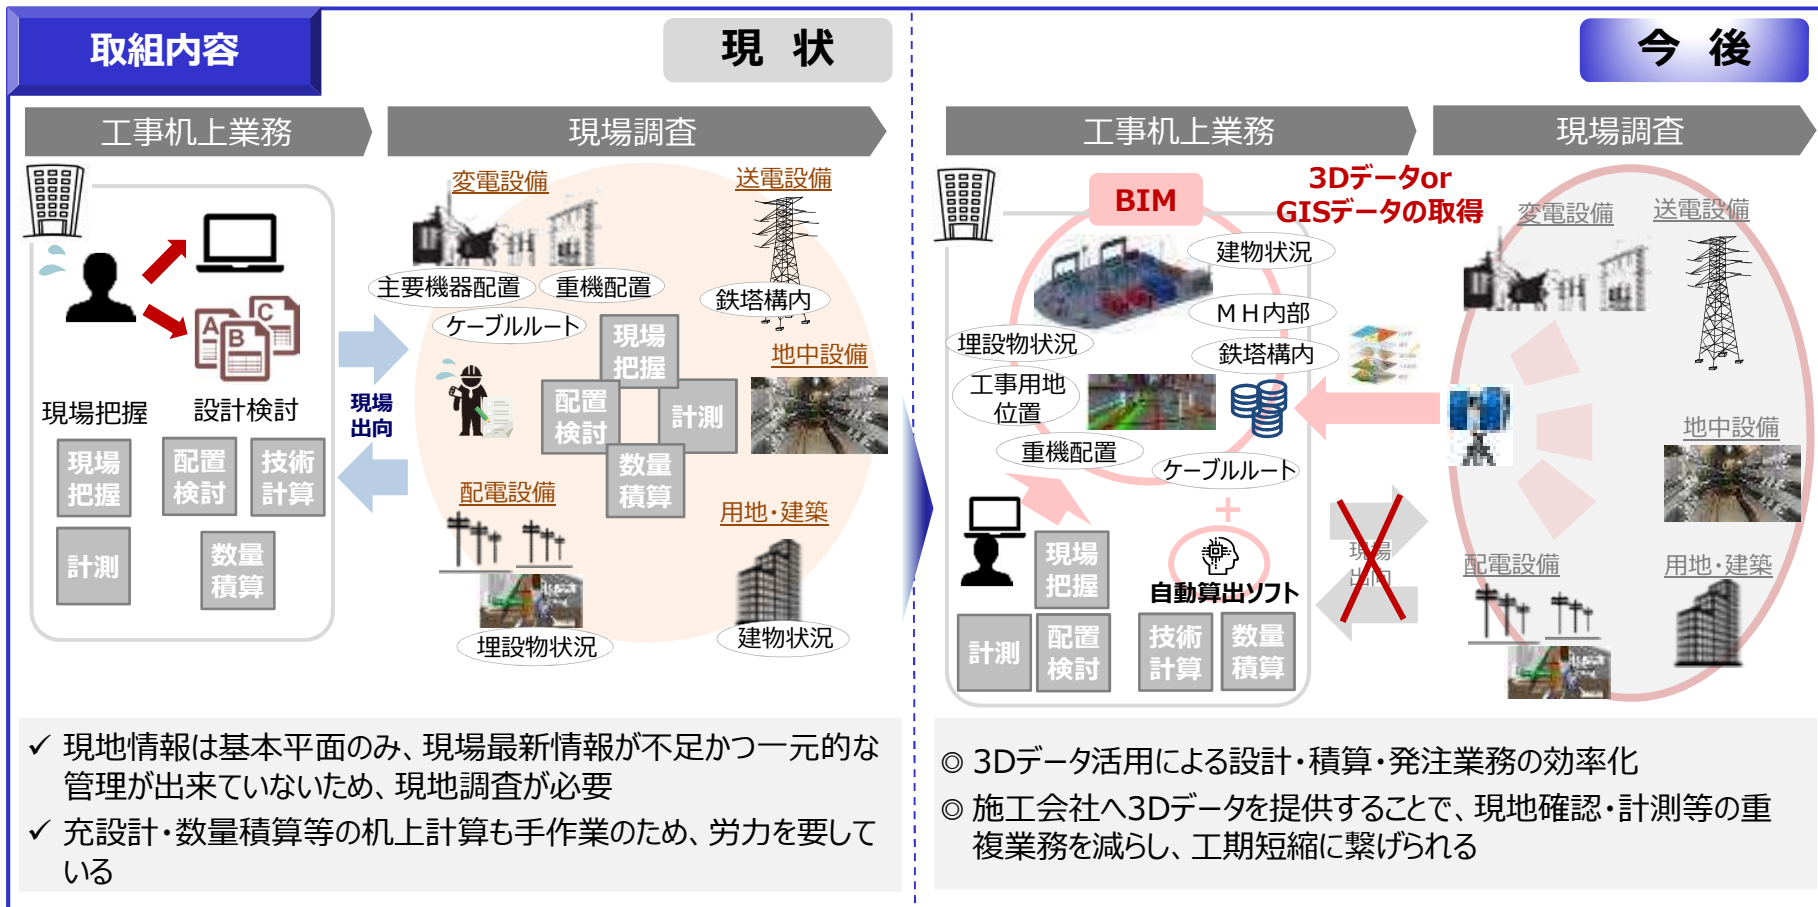 取組内容
現 状
今 後
工事机上業務
現場調査
現場把握
設計検討
現場
把握
配置
検討
技術
計算
計測
数量
積算
A
B
C
現場
出向
変電設備
送電設備
主要機器配置
重機配置
鉄塔構内
ケーブルルート
現場
把握
配置
検討
計測
数量
積算
地中設備
配電設備
用地・建築
埋設物状況
建物状況
工事机上業務
現場調査
BIM
3Dデータor
GISデータの取得
建物状況
MH内部
埋設物状況
鉄塔構内
工事用地
位置
重機配置
ケーブルルート
+
自動算出ソフト
現場
把握
計測
配置
検討
技術
計算
数量
積算
現場
出向
変電設備
送電設備
地中設備
配電設備
用地・建築
✓ 現地情報は基本平面のみ、現場最新情報が不足かつ一元的な
管理が出来ていないため、現地調査が必要
✓ 充設計・数量積算等の机上計算も手作業のため、労力を要して
いる
◎ 3Dデータ活用による設計・積算・発注業務の効率化
◎ 施工会社へ3Dデータを提供することで、現地確認・計測等の重
複業務を減らし、工期短縮に繋げられる